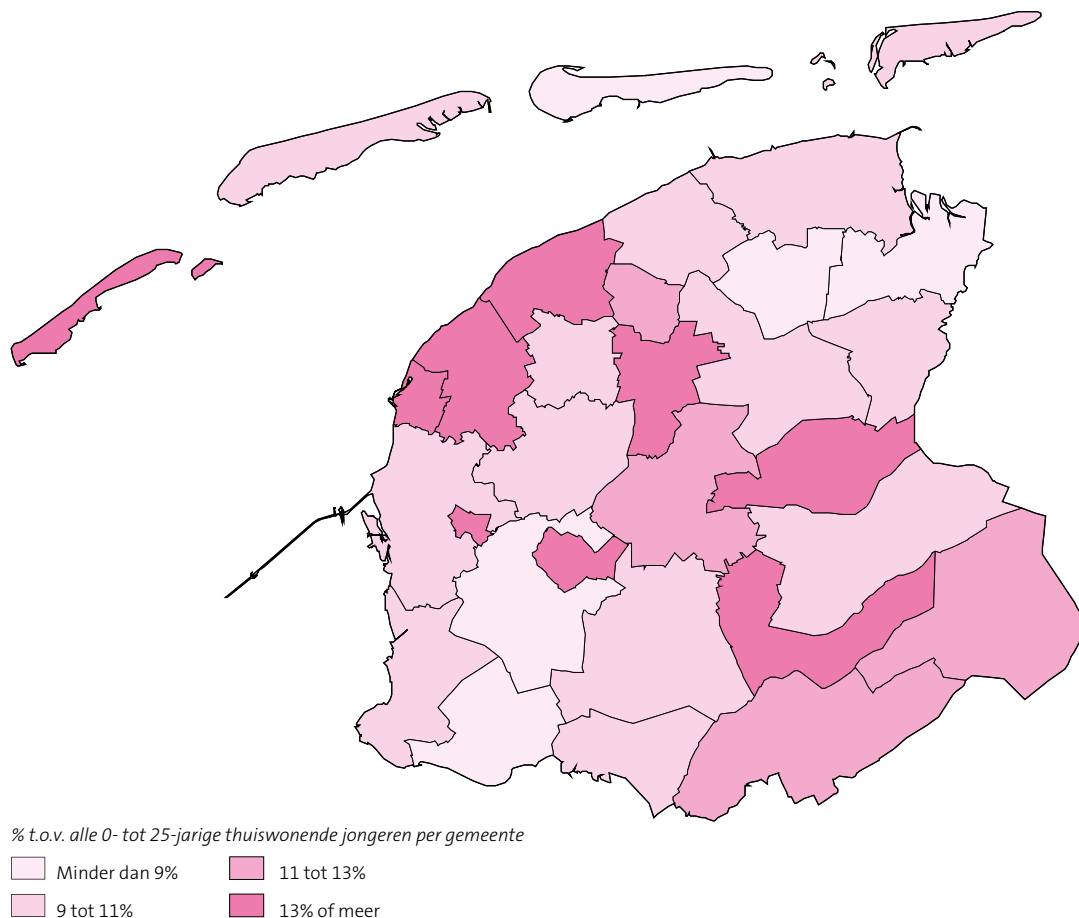 % t.o.v. alle 0- tot 25-jarige thuiswonende jongeren per gemeente
Minder dan 9%
9 tot 11%
11 tot 13%
13% of meer